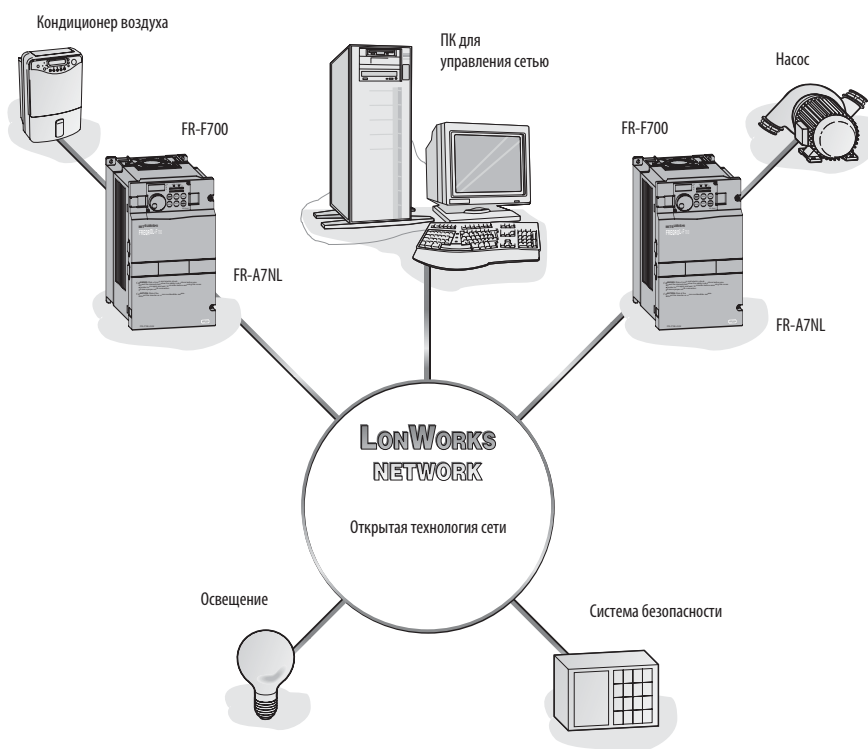 Кондиционер воздуха
ПК для
управления сетью
Насос
FR-F700
FR-F700
FR-A7NL
FR-A7NL
LONWORKS
NETWORK
Открытая технология сети
Освещение
Система безопасности